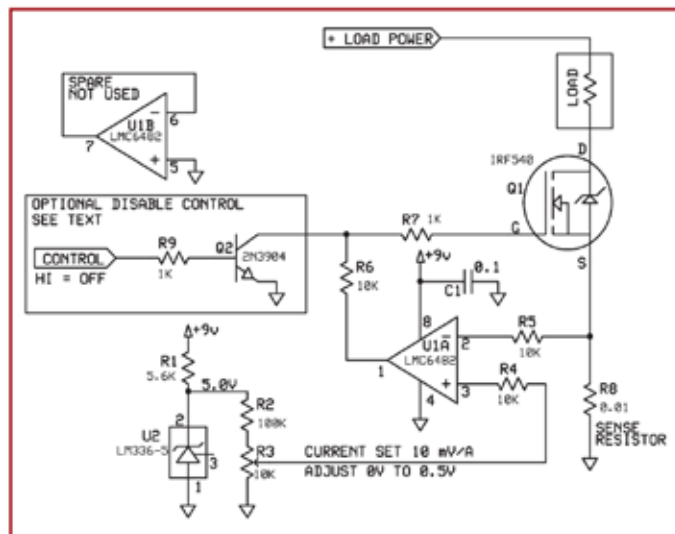 + LOAD POWER
LOAD
SPARE
NOT USED
6
U1B
LMC6482
7
5
D
IRF540
Q1
G
S
OPTIONAL DISABLE CONTROL
SEE TEXT
CONTROL
HI = OFF
R9
1K
Q2
2N3904
R7 1K
+9v
0.1
C1
R6
10K
8
U1A
LMC6482
1
2
3
4
R5
10K
R4
10K
R8
0.01
SENSE
RESISTOR
+9v
R1
5.6K
5.0V
R2
100K
2
U2
LM336-5
3
1
R3
10K
CURRENT SET 10 mV/A
ADJUST 0V TO 0.5V